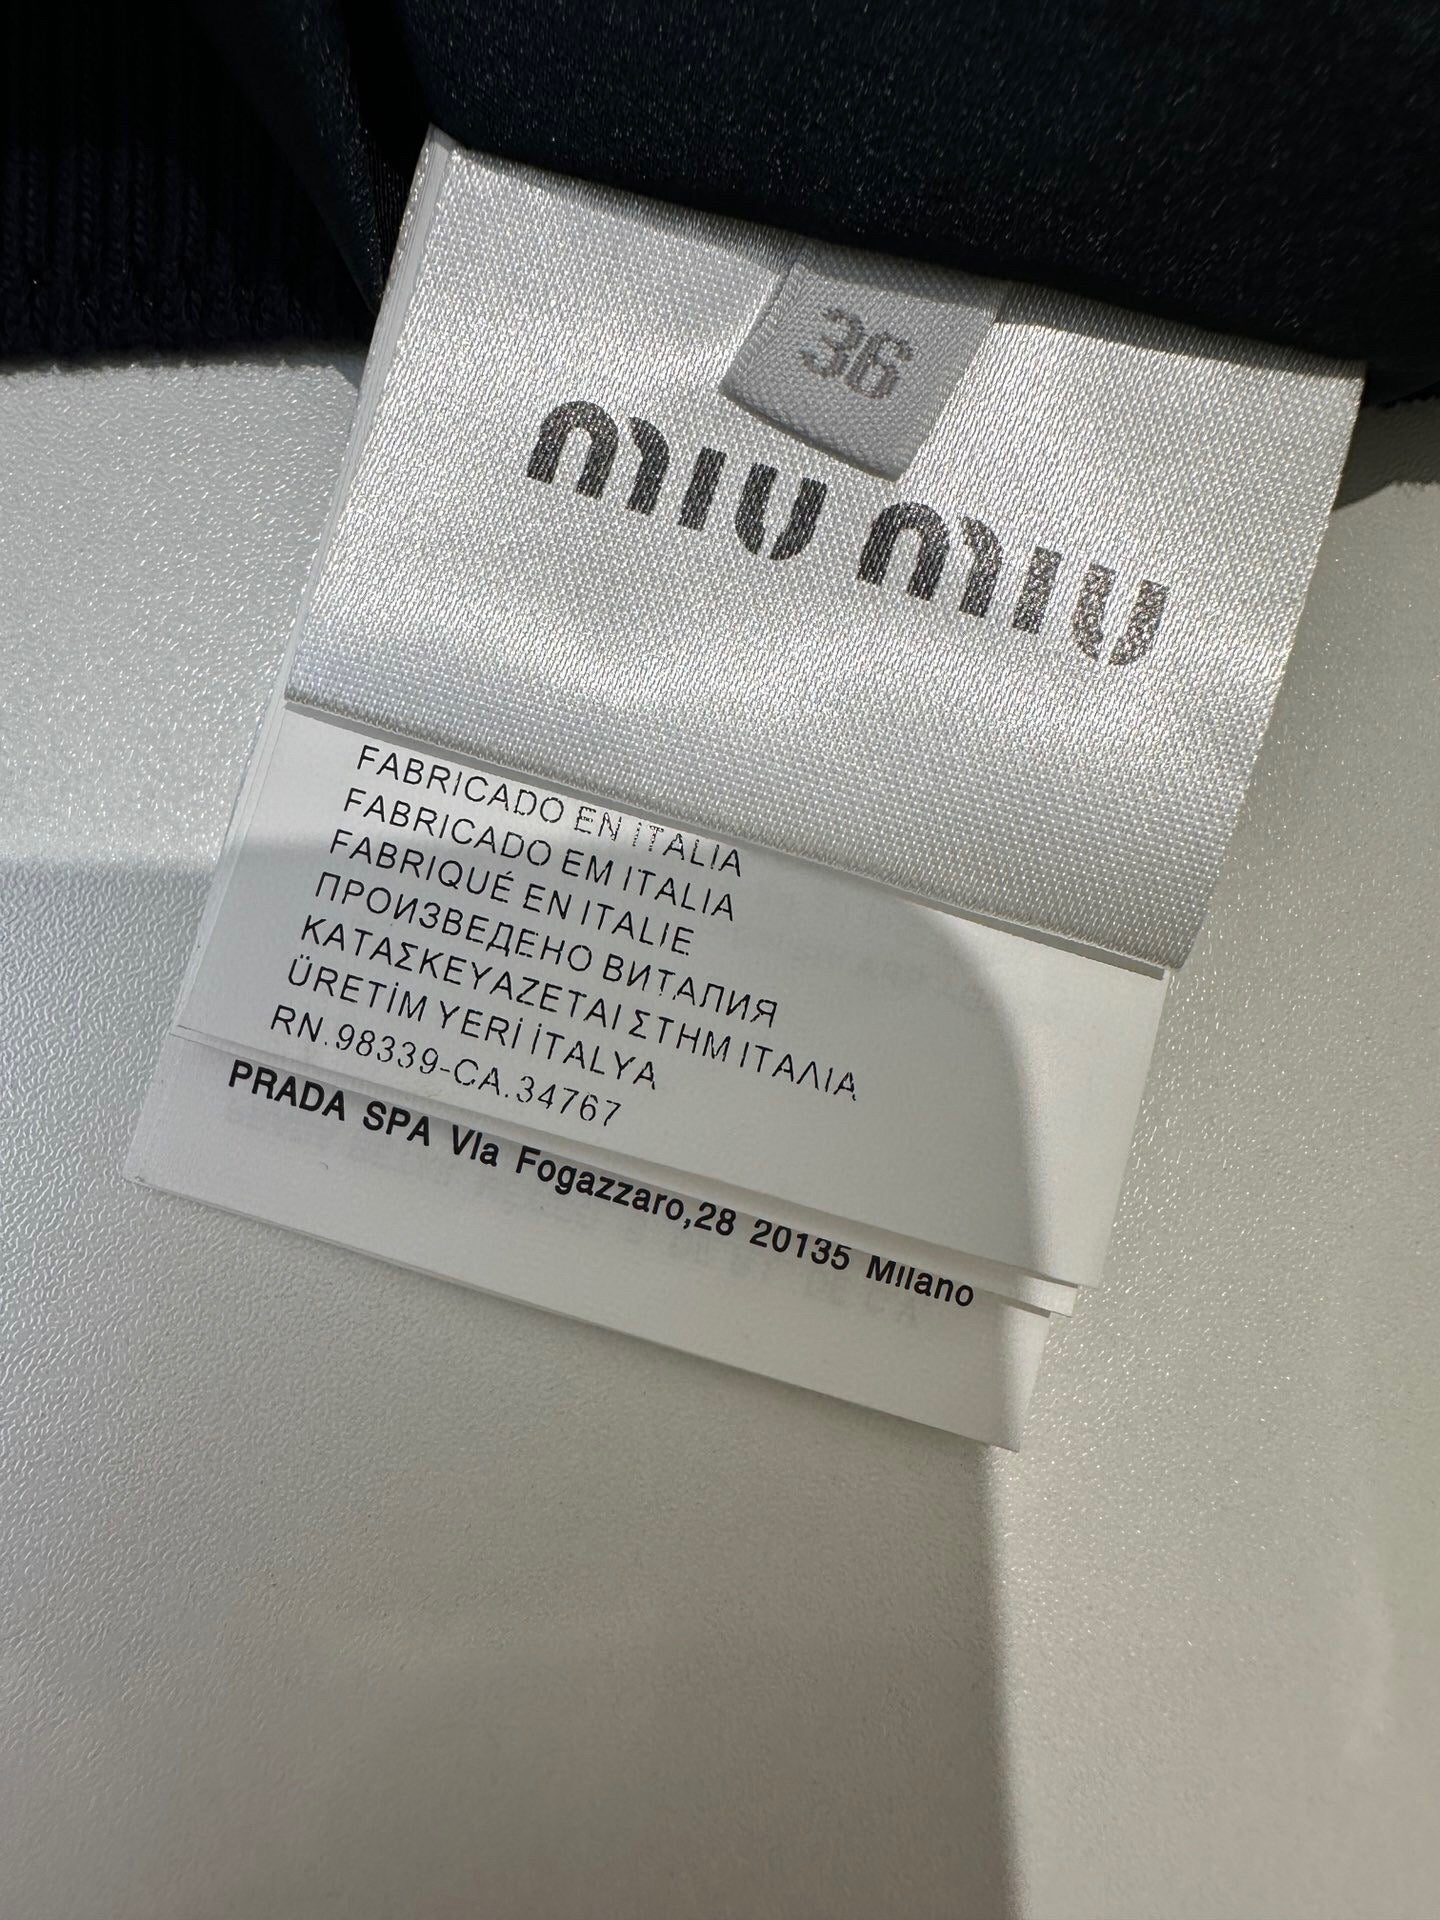 36
miu miu
FABRICADO EN ITALIA
FABRICADO EM ITALIA
FABRIQUÉ EN ITALIE
ПРОИЗВЕДЕНО ВИТАПИЯ
ΚΑΤΑΣΚΕΥΑΖΕΤΑΙ ΣΤΗΜ ΙΤΑΛΙΑ
ÜRETİM YERİ İTALYA
RN.98339-CA.34767
PRADA SPA VIa Fogazzaro,28 20135 MIlano